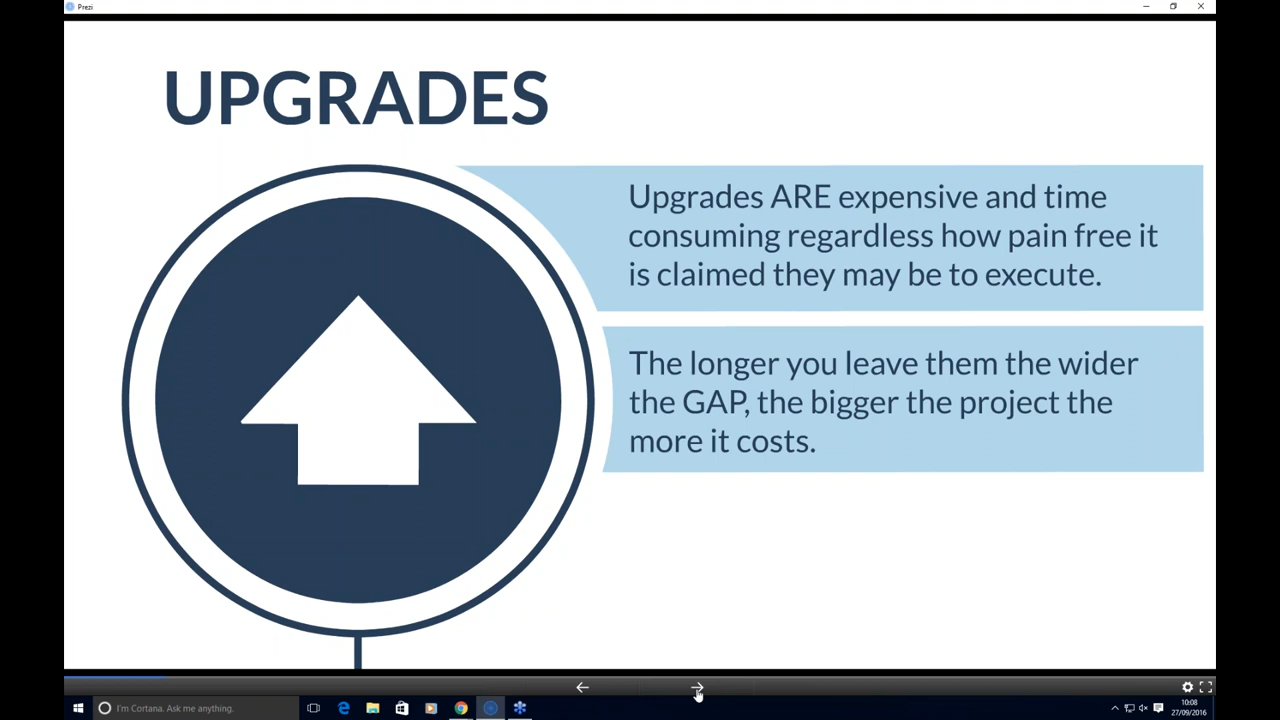 Prezi
UPGRADES
Upgrades ARE expensive and time
consuming regardless how pain free it
is claimed they may be to execute.
The longer you leave them the wider
the GAP, the bigger the project the
more it costs.
I'm Cortana. Ask me anything.
10:08
27/09/2016